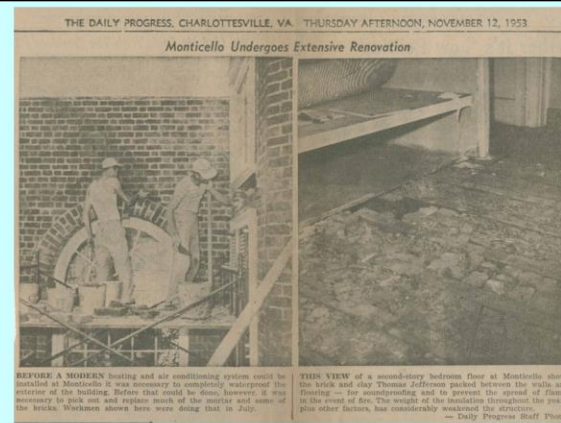 THE DAILY PROGRESS, CHARLOTTESVILLE, VA. THURSDAY AFTERNOON, NOVEMBER 12, 1953
Monticello Undergoes Extensive Renovation
BEFORE A MODERN heating and air conditioning system could be
installed at Monticello it was necessary to completely waterproof the
exterior of the building. Before that could be done, however, it was
necessary to pick out and replace much of the mortar and some of
the bricks. Workmen shown here were doing that in July.
THIS VIEW of a second-story bedroom floor at Monticello sho
the brick and clay Thomas Jefferson packed between the walls a
flooring — for soundproofing and to prevent the spread of flam
in the event of fire. The weight of the insulation throughout the yea
plus other factors, has considerably weakened the structure.
— Daily Progress Staff Phot